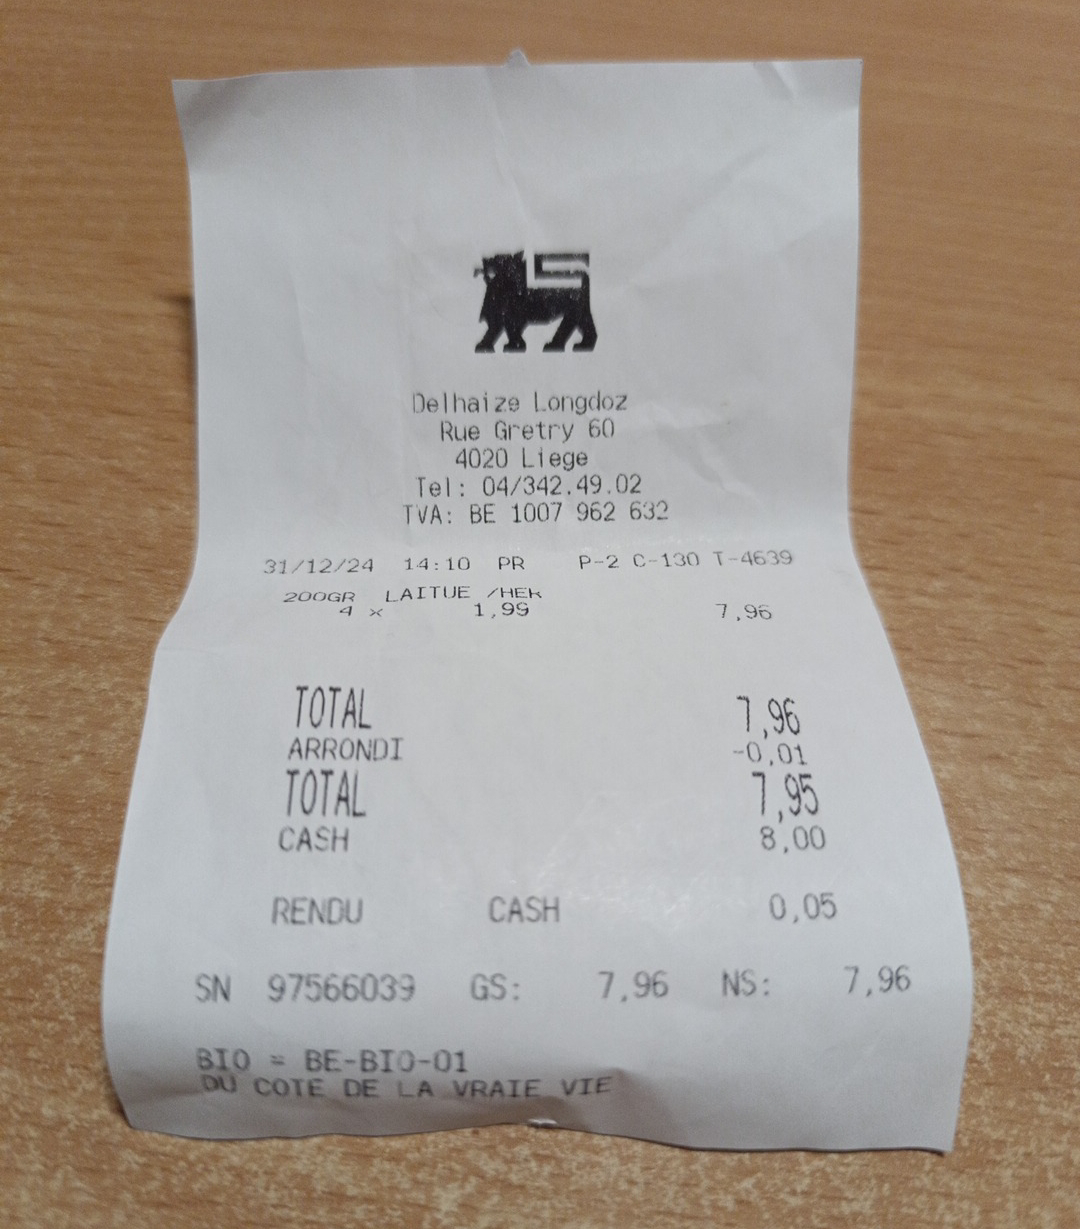 Delhaize Longdoz
Rue Gretry 60
4020 Liege
Tel: 04/342.49.02
TVA: BE 1007 962 632
31/12/24 14:10 PR P-2 C-130 T-4639
200GR LAITUE /HER
4 x 1,99 7,96
TOTAL 7,96
ARRONDI -0,01
TOTAL 7,95
CASH 8,00
RENDU CASH 0,05
SN 97566039 GS: 7,96 NS: 7,96
BIO = BE-BIO-01
DU COTE DE LA VRAIE VIE